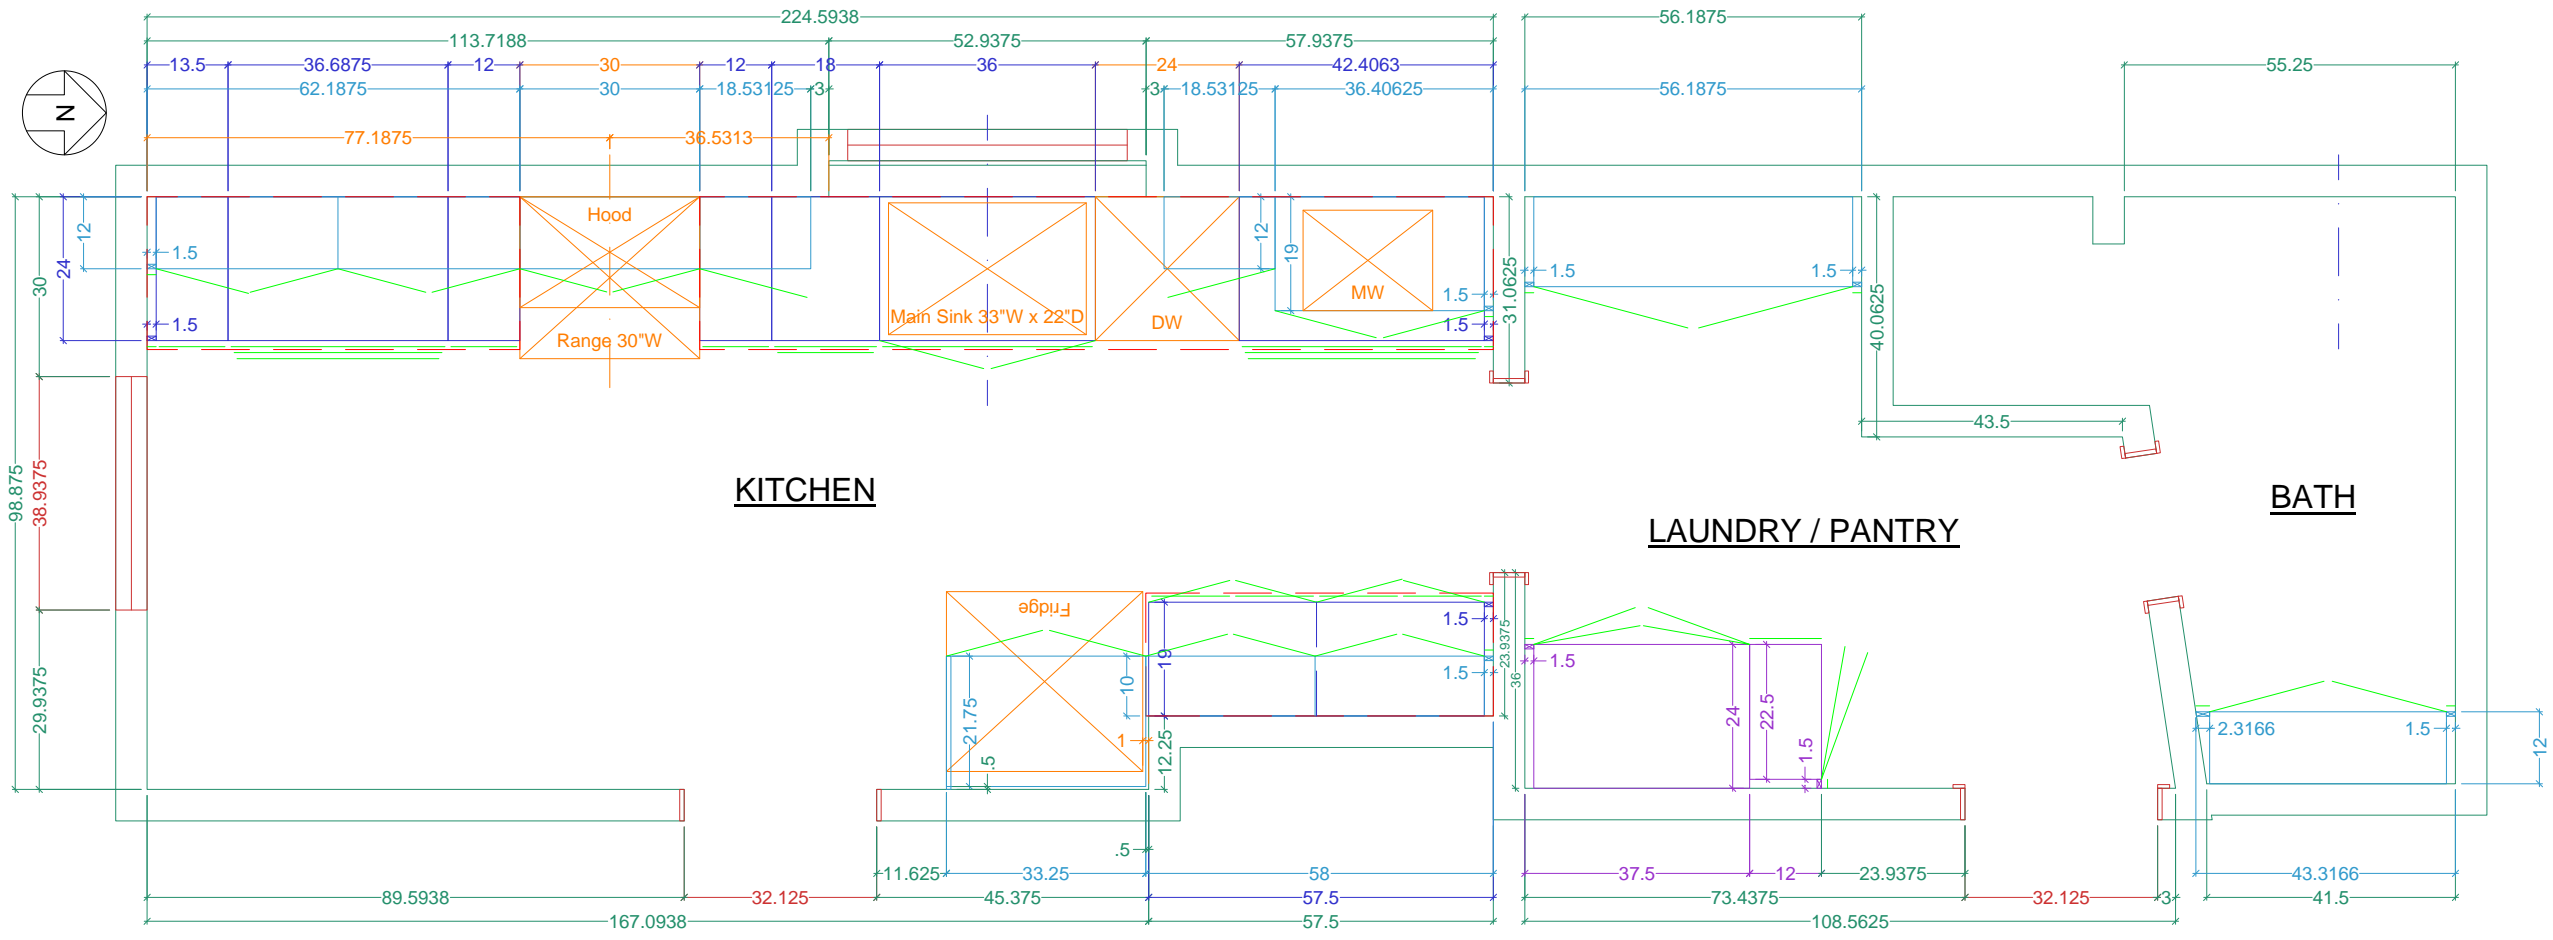 224.5938 56.1875
113.7188 52.9375 57.9375
13.5 36.6875 12 30 12 18 36 24 42.4063 55.25
62.1875 30 18.53125 3 3 18.53125 36.40625 56.1875
N
77.1875 36.5313
Hood
12 1.5 12 19
24 30 1.5 1.5
MW 1.5 31.0625
Main Sink 33"W x 22"D
DW
1.5 1.5
Range 30"W
40.0625
43.5
98.875 38.9375
KITCHEN
BATH
LAUNDRY / PANTRY
Fridge
1.5
19 23.9375
1.5 1.5
29.9375 21.75 10 36 24 22.5
1 12.25 .5 1.5
2.3166 1.5 12
.5
11.625 33.25 58 37.5 12 23.9375 43.3166
89.5938 32.125 45.375 57.5 73.4375 32.125 3 41.5
167.0938 57.5 108.5625